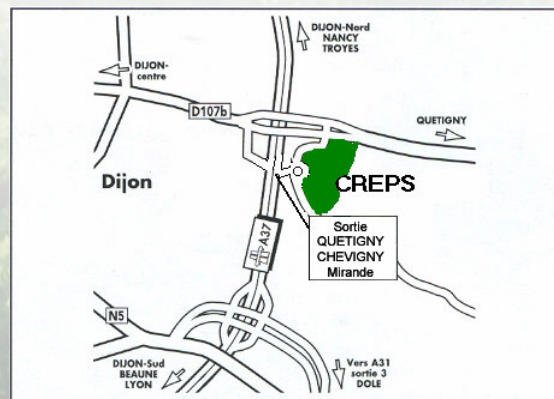 DIJON-Nord
NANCY
TROYES
DIJON-
centre
D107b
QUETIGNY
Dijon
CREPS
Sortie
QUETIGNY
CHEVIGNY
Mirande
A37
N5
DIJON-Sud
BEAUNE
LYON
Vers A31
sortie 3
DOLE